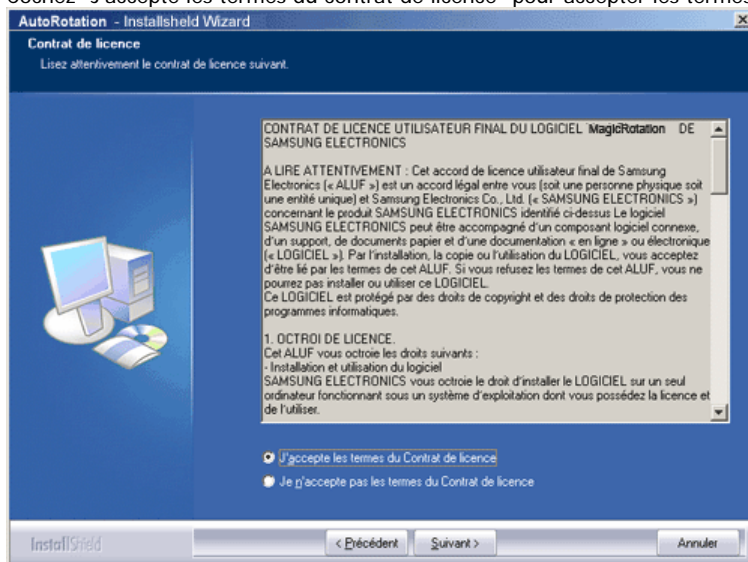 Cochez "J'accepte les termes du contrat de licence" pour accepter les termes
AutoRotation - InstallShield Wizard
Contrat de licence
Lisez attentivement le contrat de licence suivant.
CONTRAT DE LICENCE UTILISATEUR FINAL DU LOGICIEL MagicRotation DE
SAMSUNG ELECTRONICS
A LIRE ATTENTIVEMENT : Cet accord de licence utilisateur final de Samsung
Electronics (« ALUF ») est un accord légal entre vous (soit une personne physique soit
une entité unique) et Samsung Electronics Co., Ltd. (« SAMSUNG ELECTRONICS »)
concernant le produit SAMSUNG ELECTRONICS identifié ci-dessus Le logiciel
SAMSUNG ELECTRONICS peut être accompagné d'un composant logiciel connexe,
d'un support, de documents papier et d'une documentation « en ligne » ou électronique
(« LOGICIEL »). Par l'installation, la copie ou l'utilisation du LOGICIEL, vous acceptez
d'être lié par les termes de cet ALUF. Si vous refusez les termes de cet ALUF, vous ne
pourrez pas installer ou utiliser ce LOGICIEL.
Ce LOGICIEL est protégé par des droits de copyright et des droits de protection des
programmes informatiques.
1. OCTROI DE LICENCE.
Cet ALUF vous octroie les droits suivants :
- Installation et utilisation du logiciel
SAMSUNG ELECTRONICS vous octroie le droit d'installer le LOGICIEL sur un seul
ordinateur fonctionnant sous un système d'exploitation dont vous possédez la licence et
de l'utiliser.
J'accepte les termes du Contrat de licence
Je n'accepte pas les termes du Contrat de licence
InstallShield
< Précédent
Suivant >
Annuler